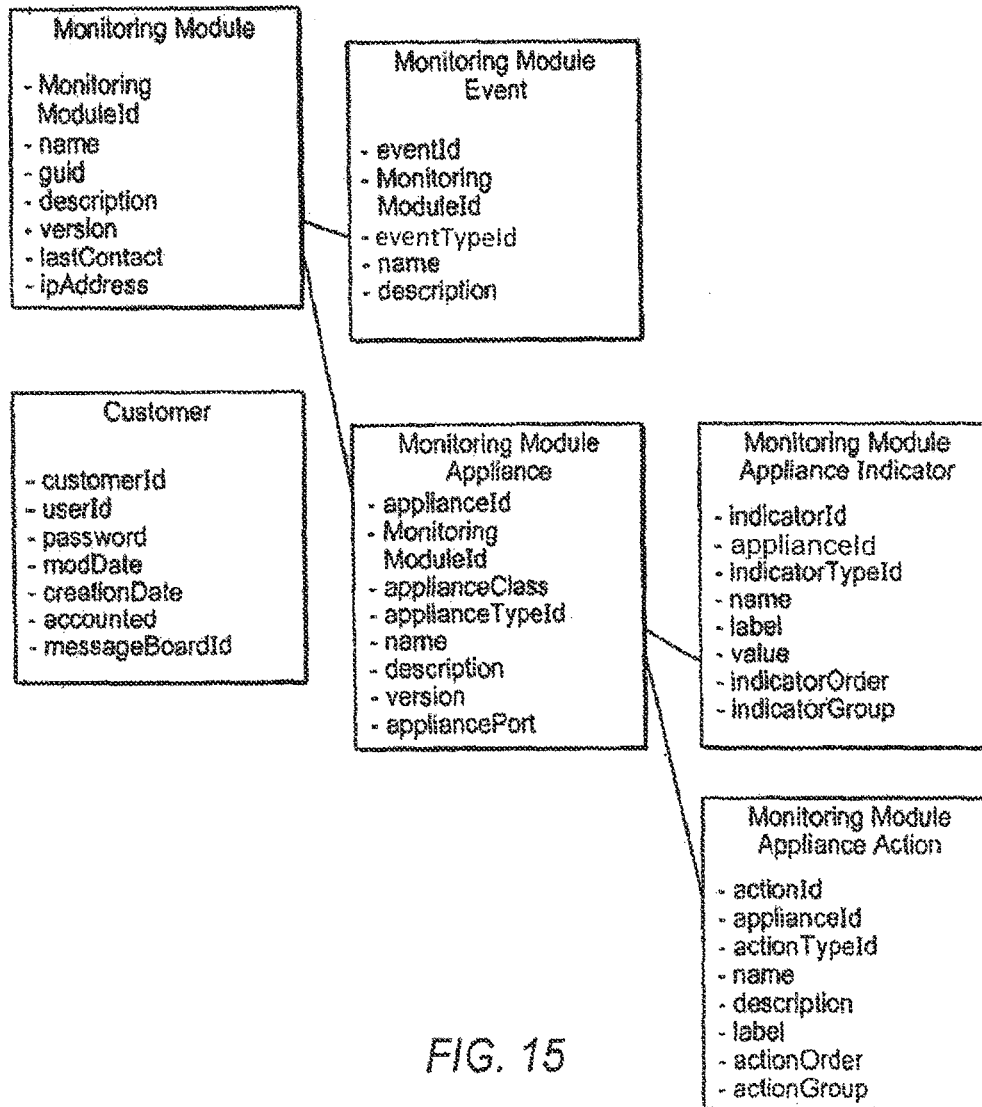 Monitoring Module
- Monitoring
ModuleId
- name
- guid
- description
- version
- lastContact
- ipAddress
Monitoring Module
Event
- eventId
- Monitoring
ModuleId
- eventTypeId
- name
- description
Customer
- customerId
- userId
- password
- modDate
- creationDate
- accounted
- messageBoardId
Monitoring Module
Appliance
- applianceId
- Monitoring
ModuleId
- applianceClass
- applianceTypeId
- name
- description
- version
- appliancePort
Monitoring Module
Appliance Indicator
- indicatorId
- applianceId
- indicatorTypeId
- name
- label
- value
- indicatorOrder
- indicatorGroup
Monitoring Module
Appliance Action
- actionId
- applianceId
- actionTypeId
- name
- description
- label
- actionOrder
- actionGroup
FIG. 15